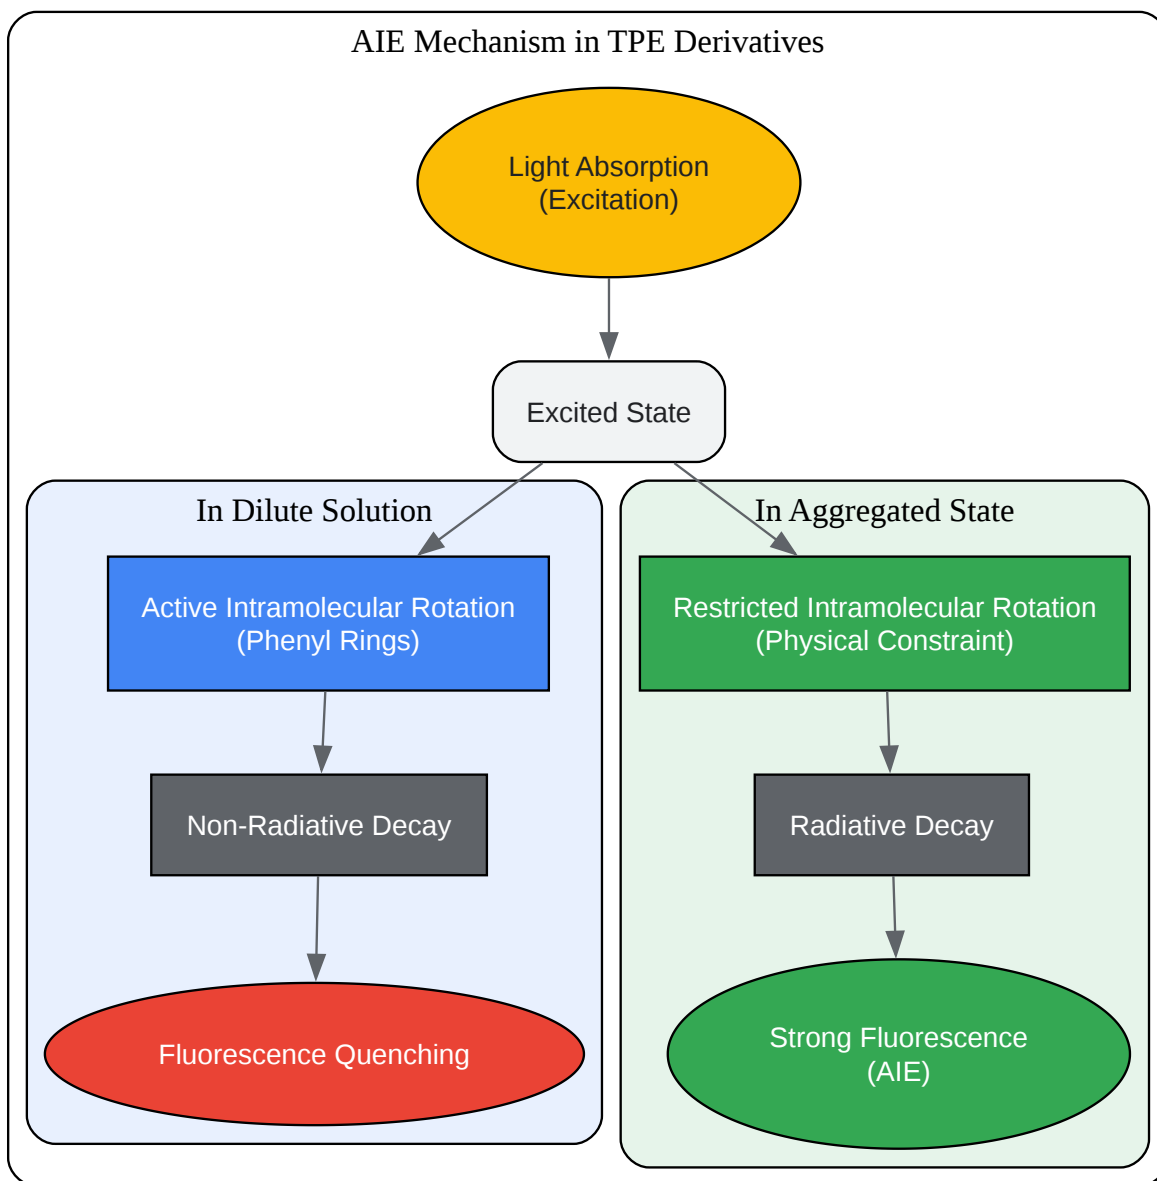 AIE Mechanism in TPE Derivatives
Light Absorption
(Excitation)
Excited State
In Dilute Solution
Active Intramolecular Rotation
(Phenyl Rings)
Non-Radiative Decay
Fluorescence Quenching
In Aggregated State
Restricted Intramolecular Rotation
(Physical Constraint)
Radiative Decay
Strong Fluorescence
(AIE)